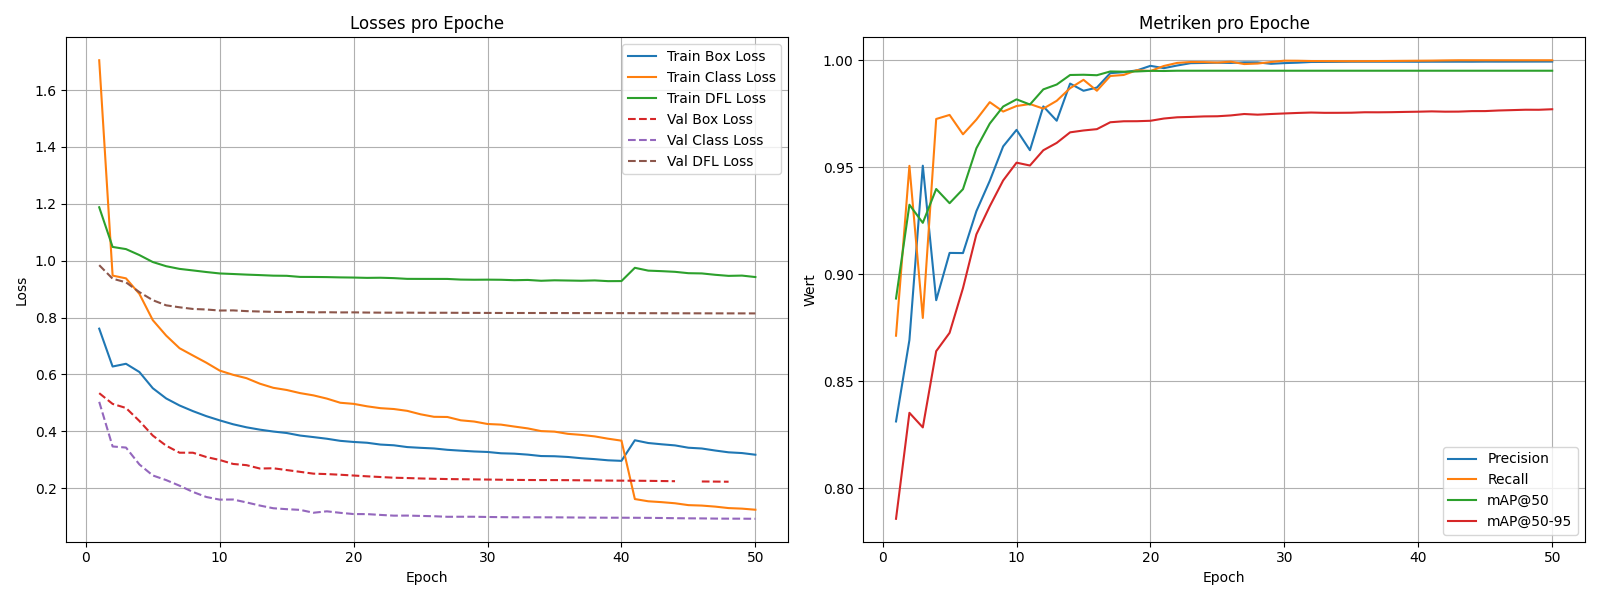 Losses pro Epoche
Loss
1.6
1.4
1.2
1.0
0.8
0.6
0.4
0.2
0 10 20 30 40 50
Epoch
Train Box Loss
Train Class Loss
Train DFL Loss
Val Box Loss
Val Class Loss
Val DFL Loss
Metriken pro Epoche
Wert
1.00
0.95
0.90
0.85
0.80
0 10 20 30 40 50
Epoch
Precision
Recall
mAP@50
mAP@50-95